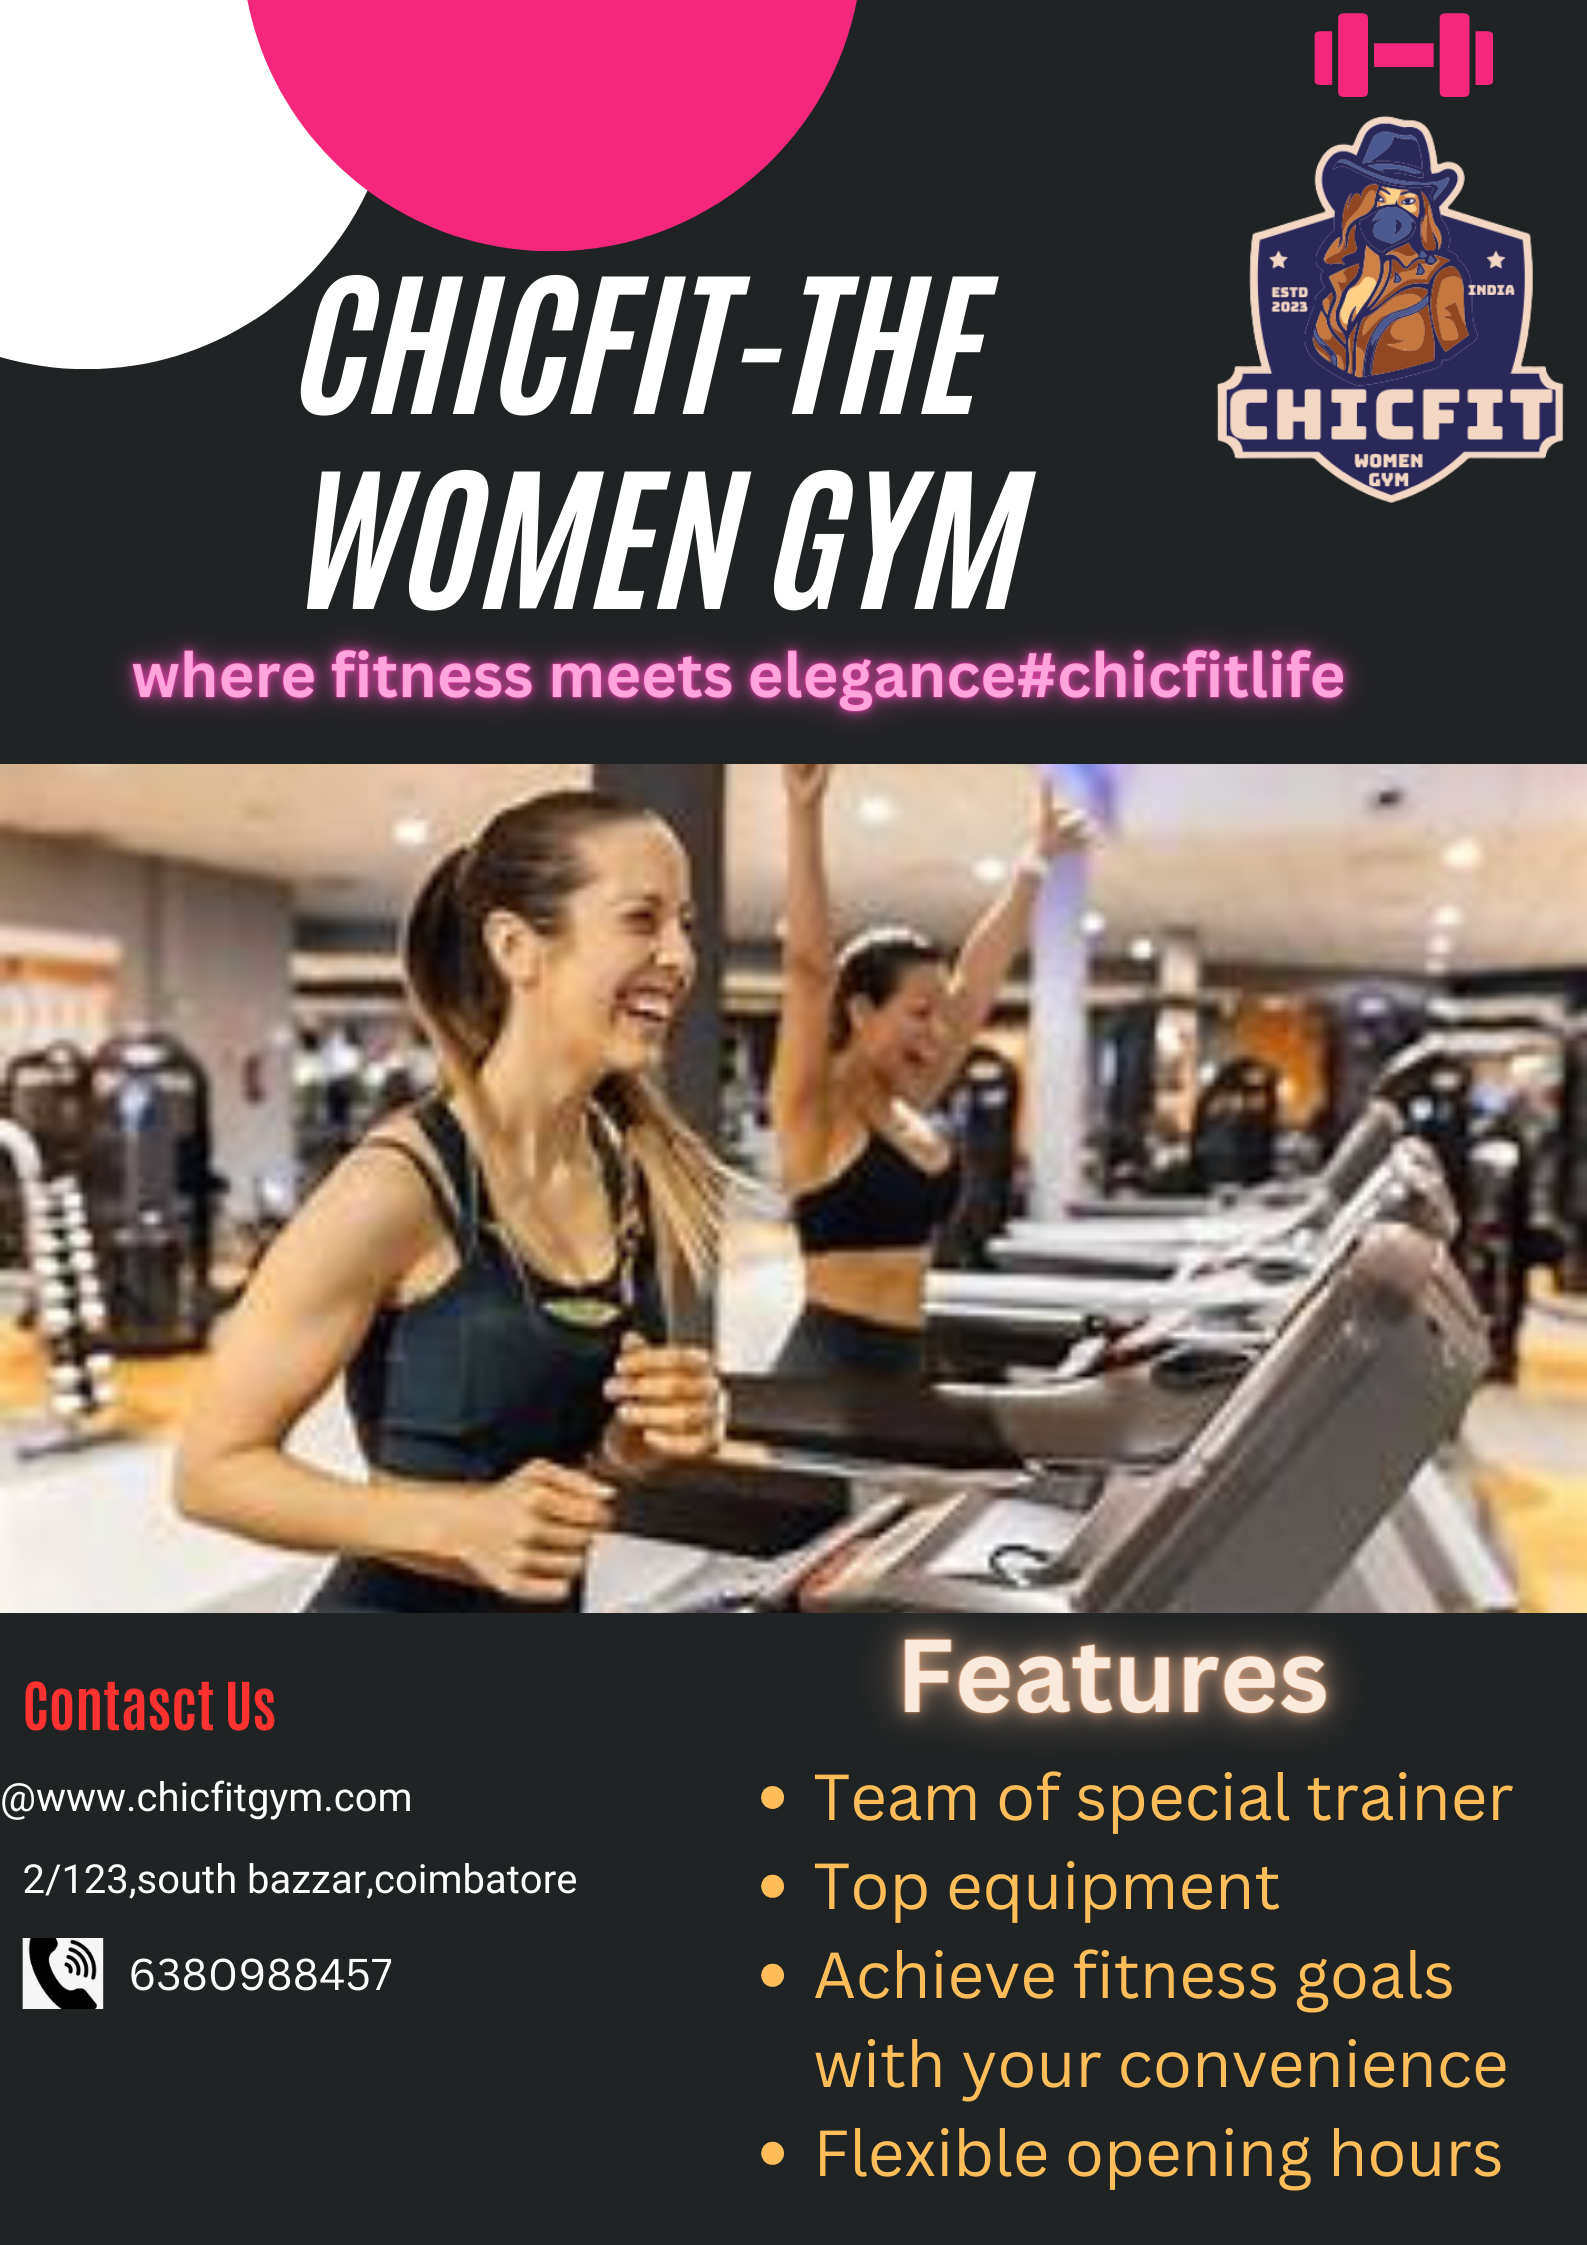 CHICFIT-THE
WOMEN GYM
ESTD
2023
INDIA
CHICFIT
WOMEN
GYM
where fitness meets elegance#chicfitlife
Contasct Us
@www.chicfitgym.com
2/123,south bazzar,coimbatore
6380988457
Features
Team of special trainer
Top equipment
Achieve fitness goals
with your convenience
Flexible opening hours